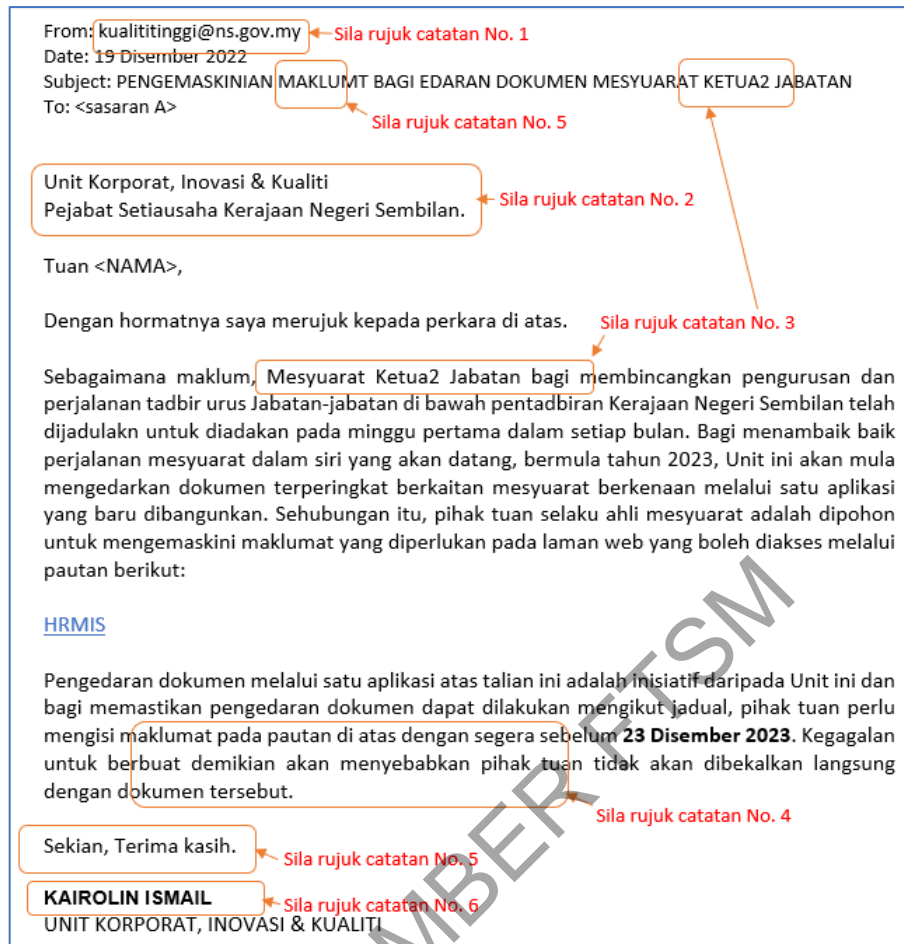 From: kualititinggi@ns.gov.my Sila rujuk catatan No. 1
Date: 19 Disember 2022
Subject: PENGEMASKINIAN MAKLUMT BAGI EDARAN DOKUMEN MESYUARAT KETUA2 JABATAN
To: <sasaran A>
Sila rujuk catatan No. 5
Unit Korporat, Inovasi & Kualiti
Pejabat Setiausaha Kerajaan Negeri Sembilan.
Sila rujuk catatan No. 2
Tuan <NAMA>,
Dengan hormatnya saya merujuk kepada perkara di atas. Sila rujuk catatan No. 3
Sebagaimana maklum, Mesyuarat Ketua2 Jabatan bagi membincangkan pengurusan dan
perjalanan tadbir urus Jabatan-jabatan di bawah pentadbiran Kerajaan Negeri Sembilan telah
dijadulakn untuk diadakan pada minggu pertama dalam setiap bulan. Bagi menambaik baik
perjalanan mesyuarat dalam siri yang akan datang, bermula tahun 2023, Unit ini akan mula
mengedarkan dokumen terperingkat berkaitan mesyuarat berkenaan melalui satu aplikasi
yang baru dibangunkan. Sehubungan itu, pihak tuan selaku ahli mesyuarat adalah dipohon
untuk mengemaskini maklumat yang diperlukan pada laman web yang boleh diakses melalui
pautan berikut:
HRMIS
Pengedaran dokumen melalui satu aplikasi atas talian ini adalah inisiatif daripada Unit ini dan
bagi memastikan pengedaran dokumen dapat dilakukan mengikut jadual, pihak tuan perlu
mengisi maklumat pada pautan di atas dengan segera sebelum 23 Disember 2023. Kegagalan
untuk berbuat demikian akan menyebabkan pihak tuan tidak akan dibekalkan langsung
dengan dokumen tersebut.
Sila rujuk catatan No. 4
Sekian, Terima kasih.
Sila rujuk catatan No. 5
KAIROLIN ISMAIL Sila rujuk catatan No. 6
UNIT KORPORAT, INOVASI & KUALITI
MBER FTSM